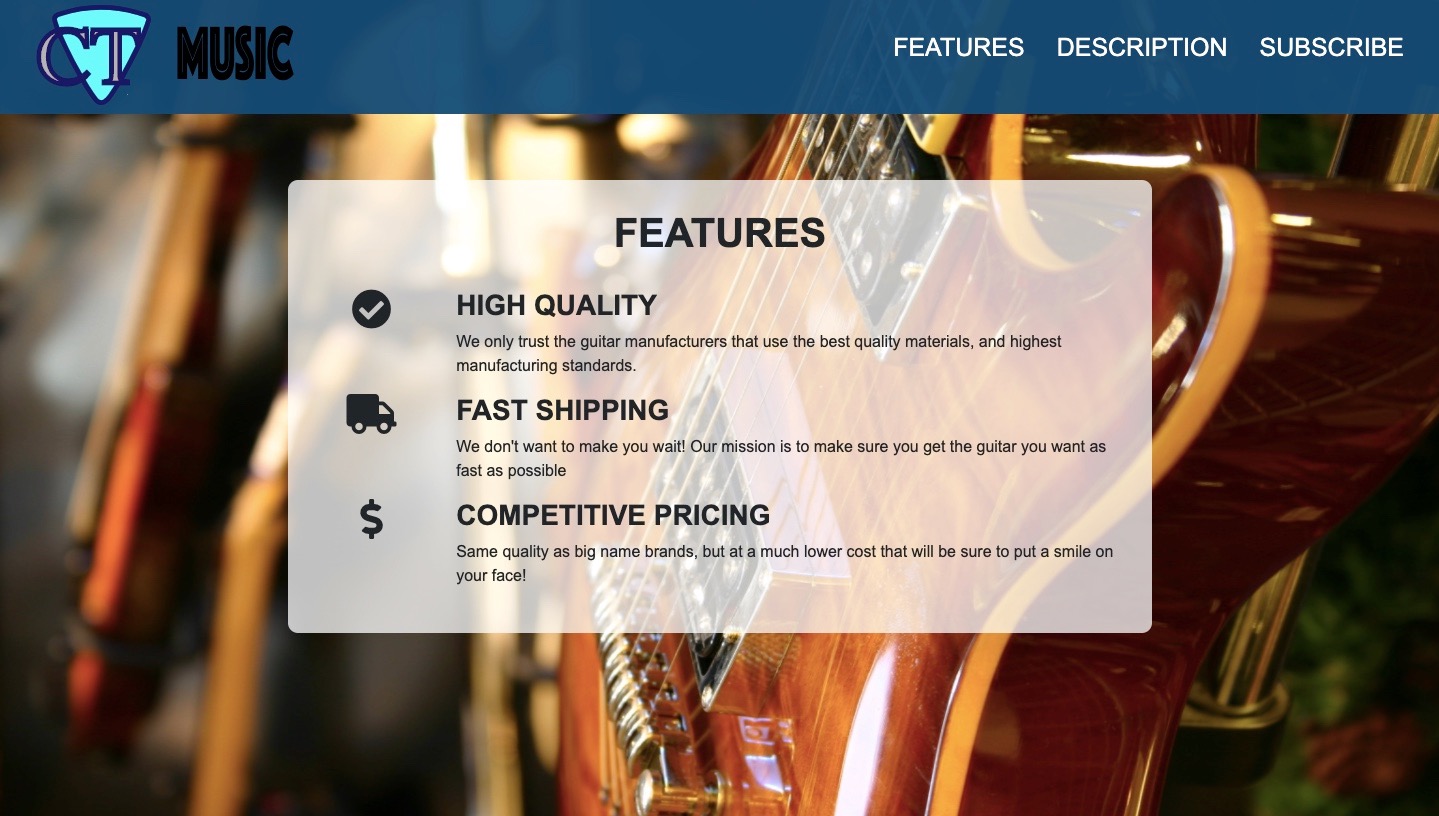 CT MUSIC
FEATURES DESCRIPTION SUBSCRIBE
FEATURES
HIGH QUALITY
We only trust the guitar manufacturers that use the best quality materials, and highest
manufacturing standards.
FAST SHIPPING
We don't want to make you wait! Our mission is to make sure you get the guitar you want as
fast as possible
COMPETITIVE PRICING
Same quality as big name brands, but at a much lower cost that will be sure to put a smile on
your face!